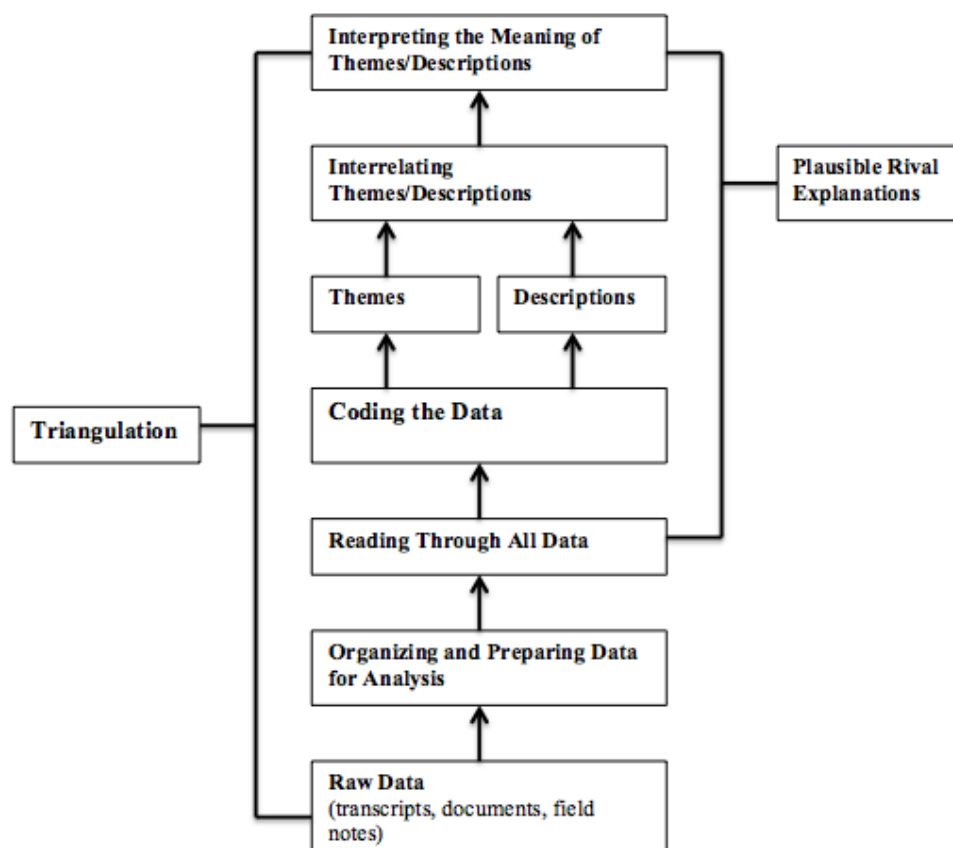 Interpreting the Meaning of
Themes/Descriptions
Interrelating
Themes/Descriptions
Plausible Rival
Explanations
Themes
Descriptions
Coding the Data
Triangulation
Reading Through All Data
Organizing and Preparing Data
for Analysis
Raw Data
(transcripts, documents, field
notes)